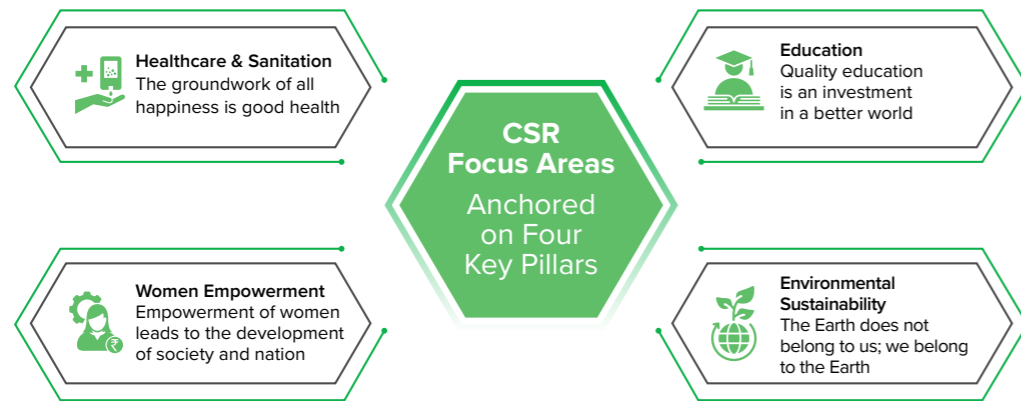 Healthcare & Sanitation
The groundwork of all
happiness is good health
Education
Quality education
is an investment
in a better world
CSR
Focus Areas
Anchored
on Four
Key Pillars
Women Empowerment
Empowerment of women
leads to the development
of society and nation
₹
Environmental
Sustainability
The Earth does not
belong to us; we belong
to the Earth